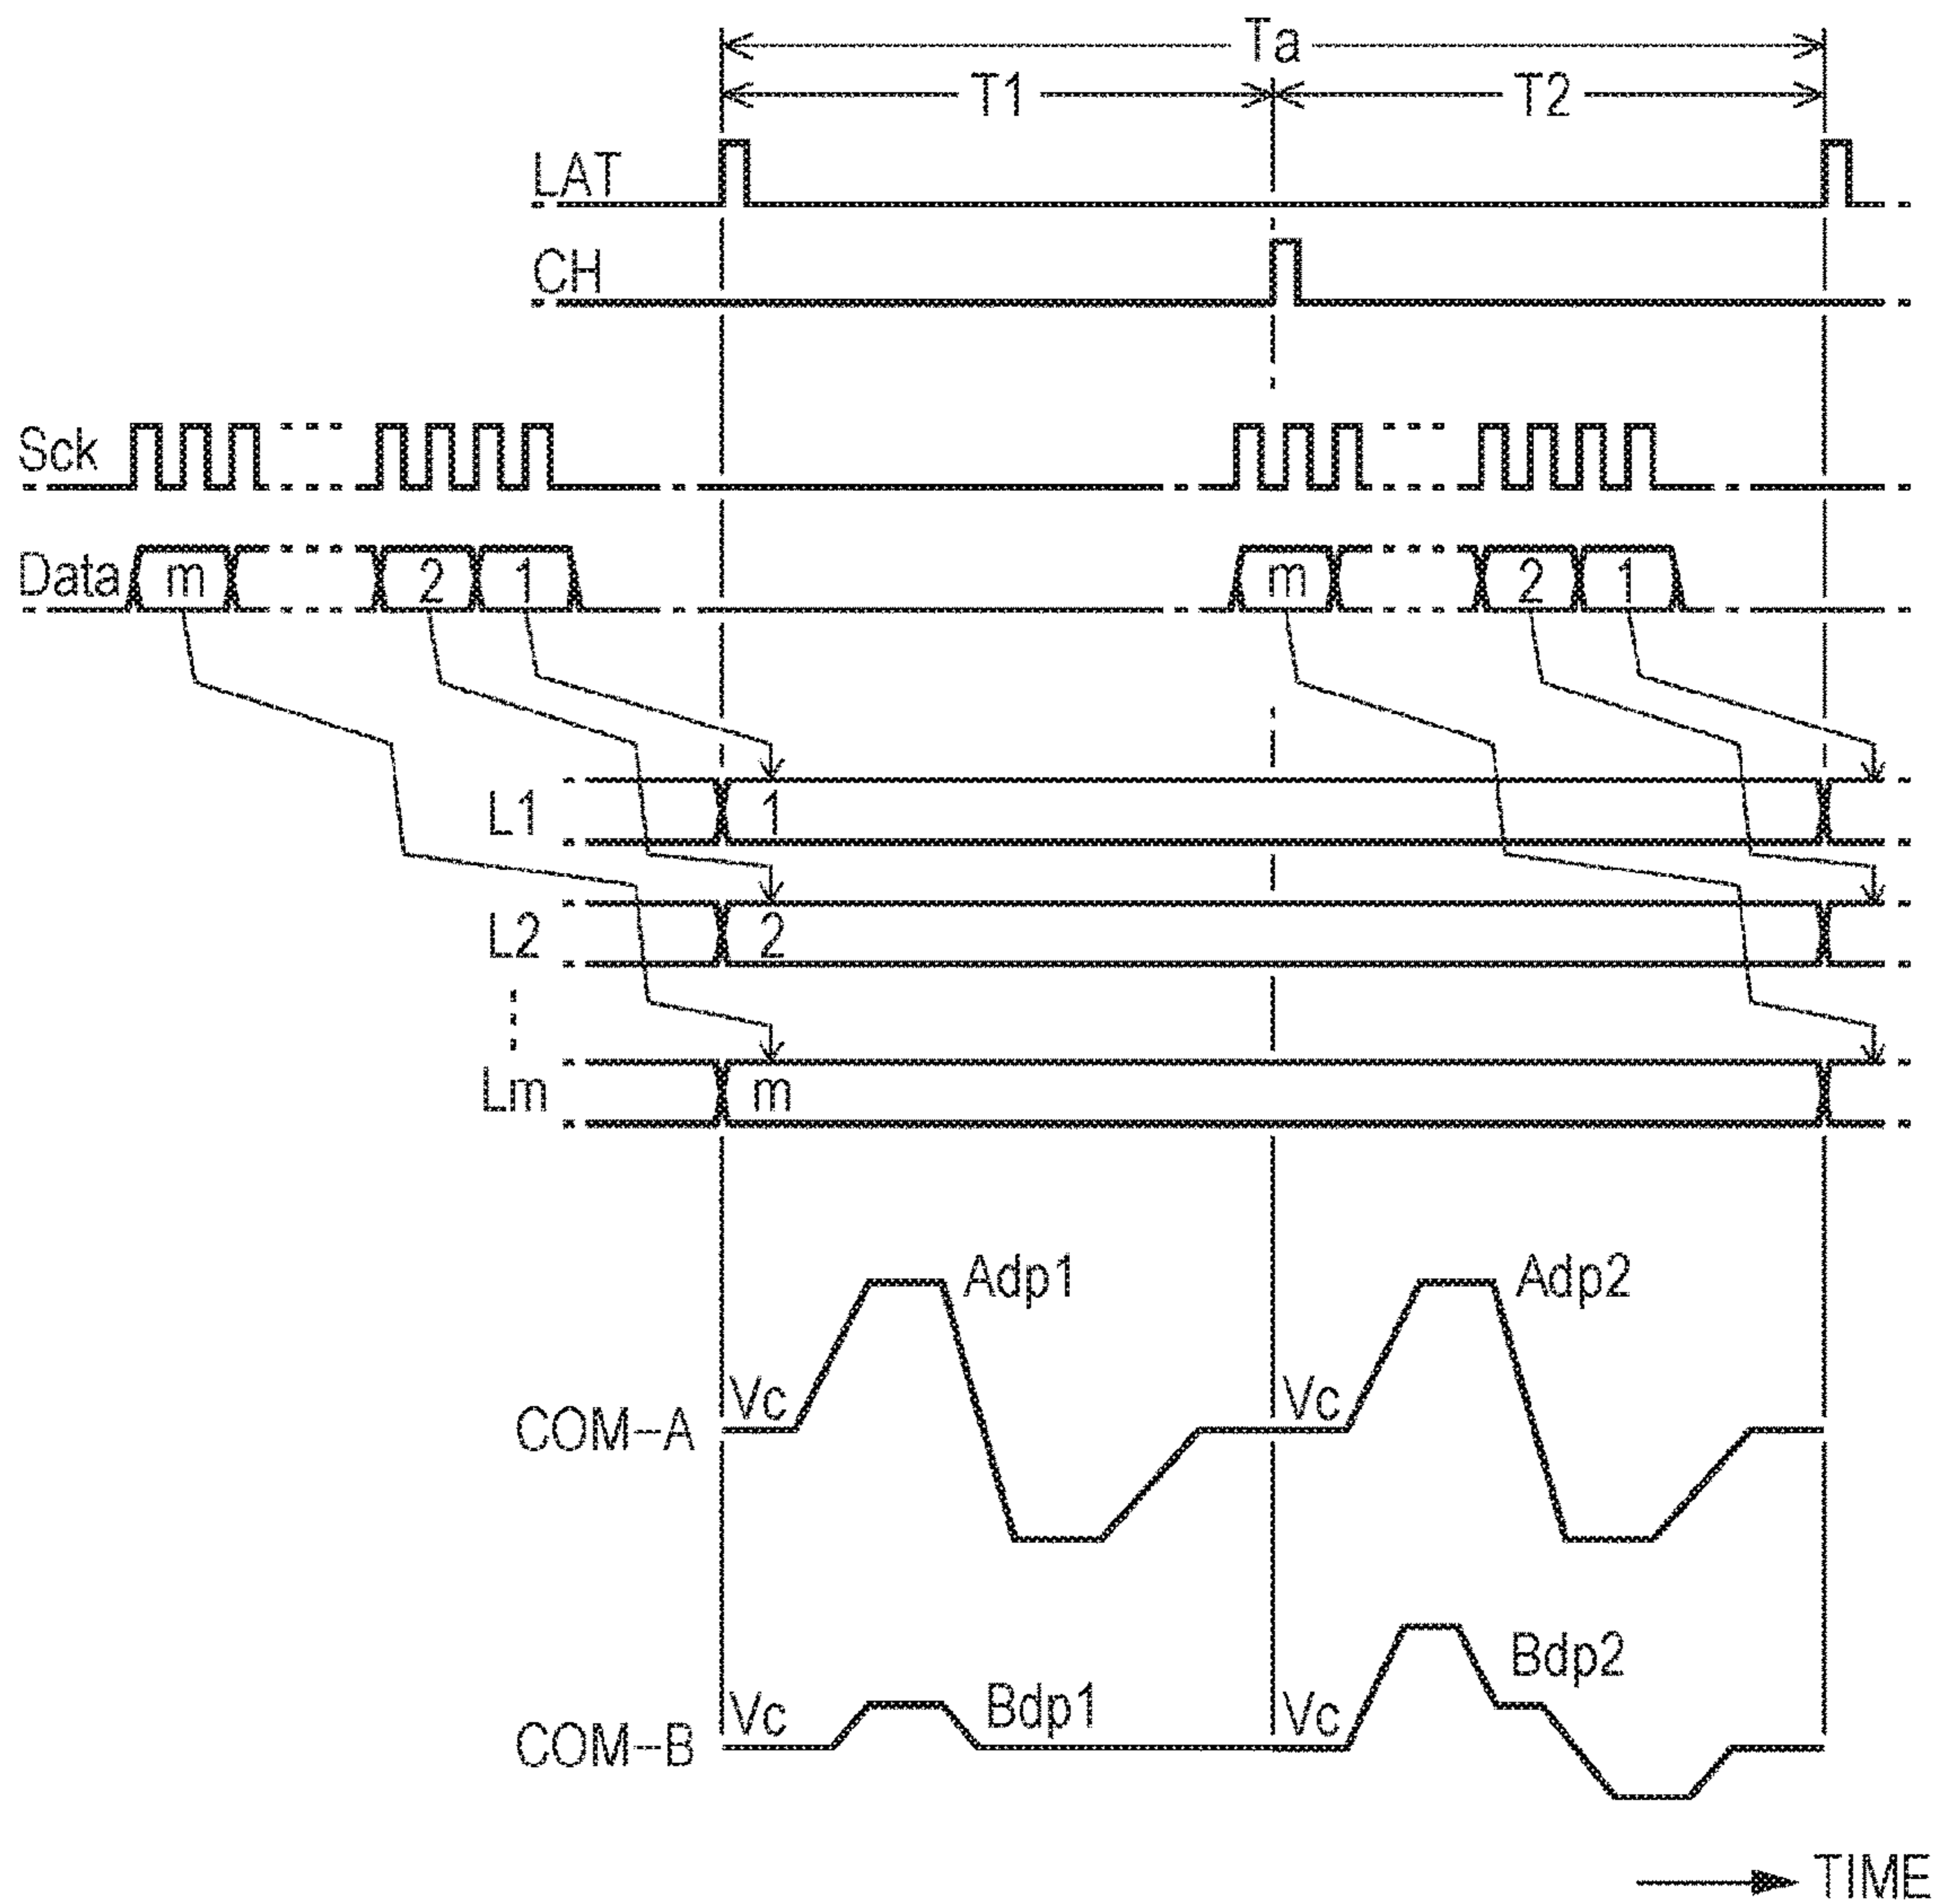 Ta
T1 T2
LAT
CH
Sck
Data m 2 1 m 2 1
L1 1
L2 2
Lm m
Adp1 Adp2
COM-A Vc Vc
Bdp1 Bdp2
COM-B Vc Vc
TIME